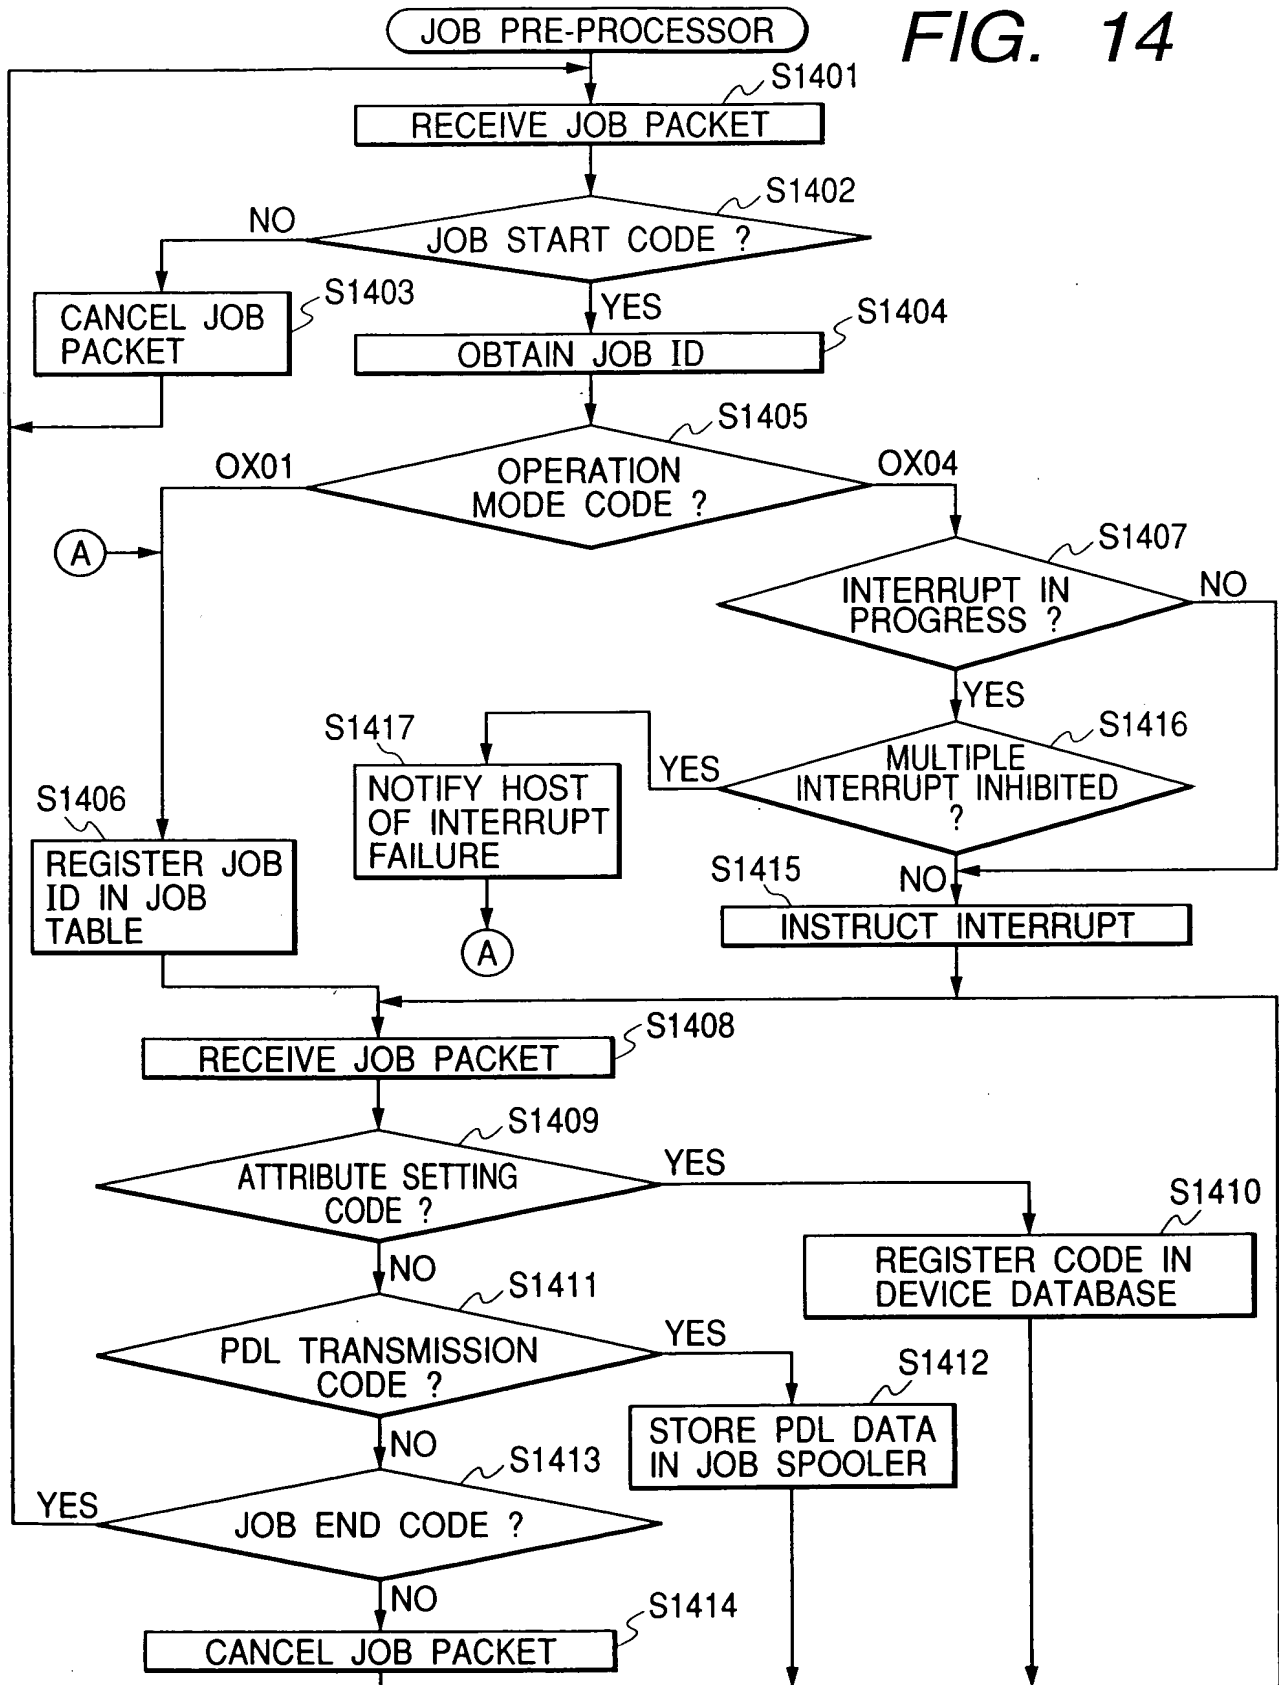 JOB PRE-PROCESSOR
FIG. 14
S1401
RECEIVE JOB PACKET
S1402
NO
JOB START CODE ?
S1403
CANCEL JOB
PACKET
YES
S1404
OBTAIN JOB ID
S1405
OX01
OPERATION
MODE CODE ?
OX04
A
S1407
INTERRUPT IN
PROGRESS ?
NO
YES
S1416
MULTIPLE
INTERRUPT INHIBITED
?
YES
S1417
NOTIFY HOST
OF INTERRUPT
FAILURE
A
S1406
REGISTER JOB
ID IN JOB
TABLE
NO
S1415
INSTRUCT INTERRUPT
S1408
RECEIVE JOB PACKET
S1409
ATTRIBUTE SETTING
CODE ?
YES
S1410
REGISTER CODE IN
DEVICE DATABASE
NO
S1411
PDL TRANSMISSION
CODE ?
YES
S1412
STORE PDL DATA
IN JOB SPOOLER
NO
S1413
YES
JOB END CODE ?
NO
S1414
CANCEL JOB PACKET